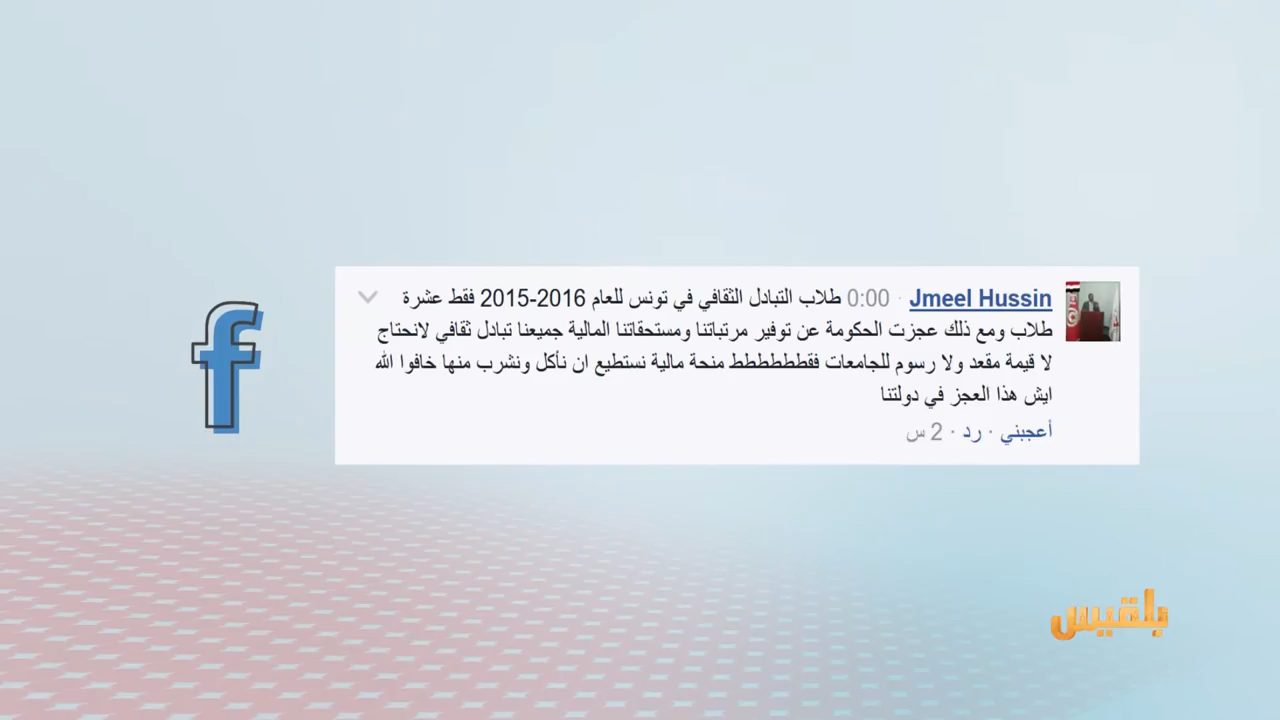 Jmeel Hussin · 0:00 طلاب التبادل الثقافي في تونس للعام 2016-2015 فقط عشرة
طلاب ومع ذلك عجزت الحكومة عن توفير مرتباتنا ومستحقاتنا المالية جميعنا تبادل ثقافي لانحتاج
لا قيمة مقعد ولا رسوم للجامعات فقططططططط منحة مالية نستطيع ان نأكل ونشرب منها خافوا الله
ايش هذا العجز في دولتنا
أعجبني · رد · 2 س
بلقيس